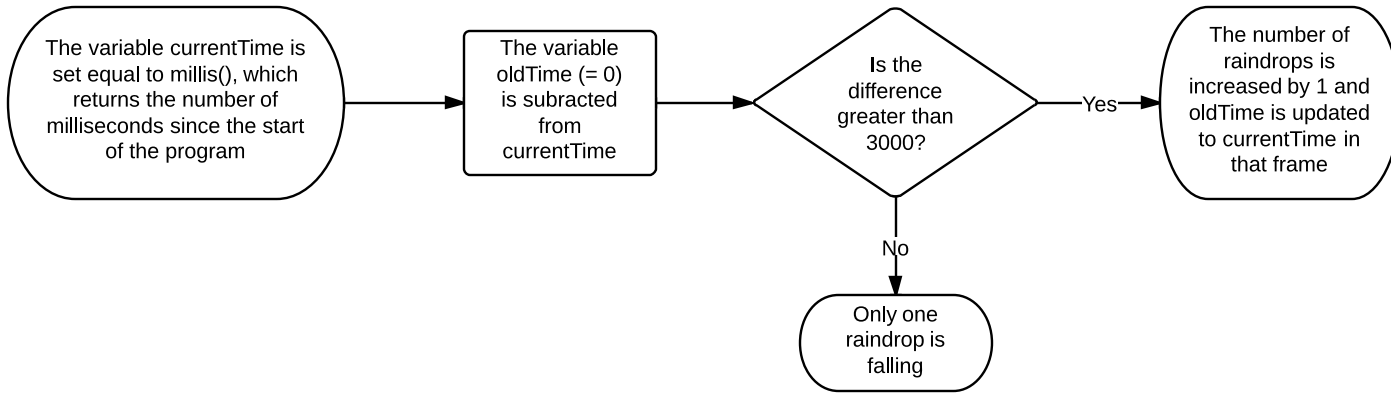 The variable currentTime is
set equal to millis(), which
returns the number of
milliseconds since the start
of the program
The variable
oldTime (= 0)
is subracted
from
currentTime
Is the
difference
greater than
3000?
Yes
The number of
raindrops is
increased by 1 and
oldTime is updated
to currentTime in
that frame
No
Only one
raindrop is
falling